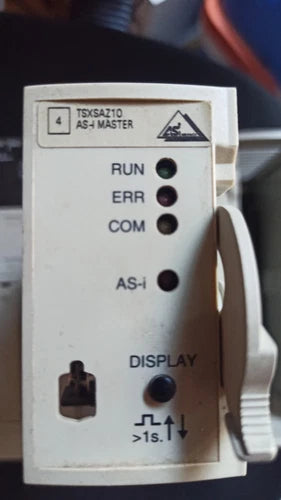 4
TSXSAZ10
AS-i MASTER
RUN
ERR
COM
AS-i
DISPLAY
>1s.